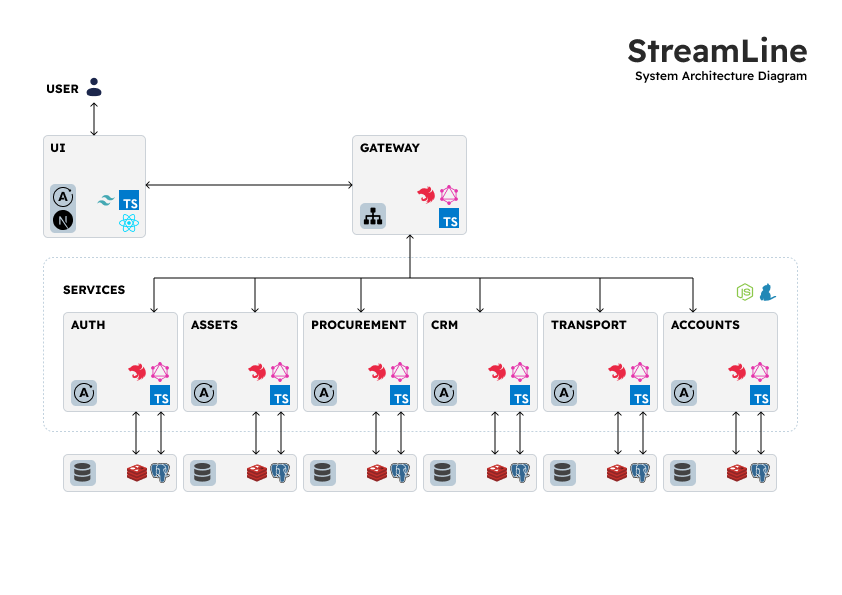 StreamLine
System Architecture Diagram
USER
UI
GATEWAY
A
TS
N
TS
SERVICES
JS
AUTH
ASSETS
PROCUREMENT
CRM
TRANSPORT
ACCOUNTS
A
TS
A
TS
A
TS
A
TS
A
TS
A
TS